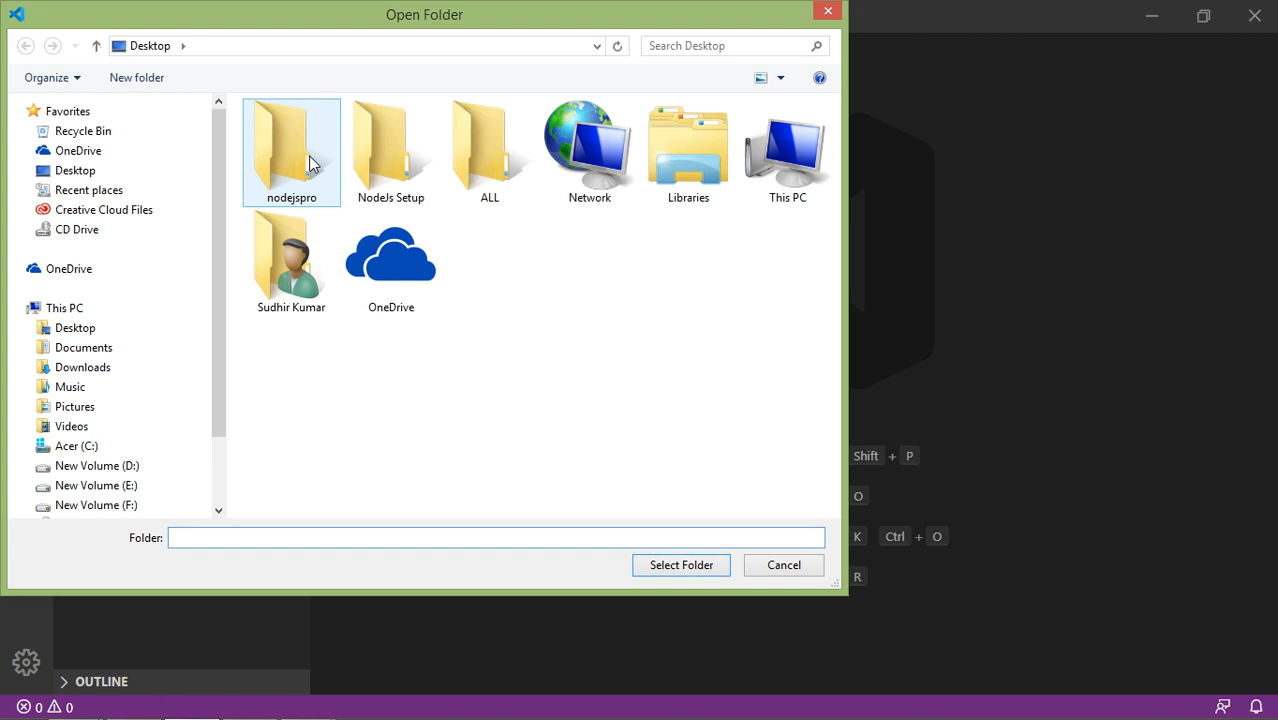 Open Folder
Desktop
Search Desktop
Organize
New folder
Favorites
Recycle Bin
OneDrive
Desktop
Recent places
Creative Cloud Files
CD Drive
OneDrive
This PC
Desktop
Documents
Downloads
Music
Pictures
Videos
Acer (C:)
New Volume (D:)
New Volume (E:)
New Volume (F:)
nodejspro
NodeJs Setup
ALL
Network
Libraries
This PC
Sudhir Kumar
OneDrive
Folder:
Select Folder
Cancel
Shift + P
O
K Ctrl + O
R
OUTLINE
0 0